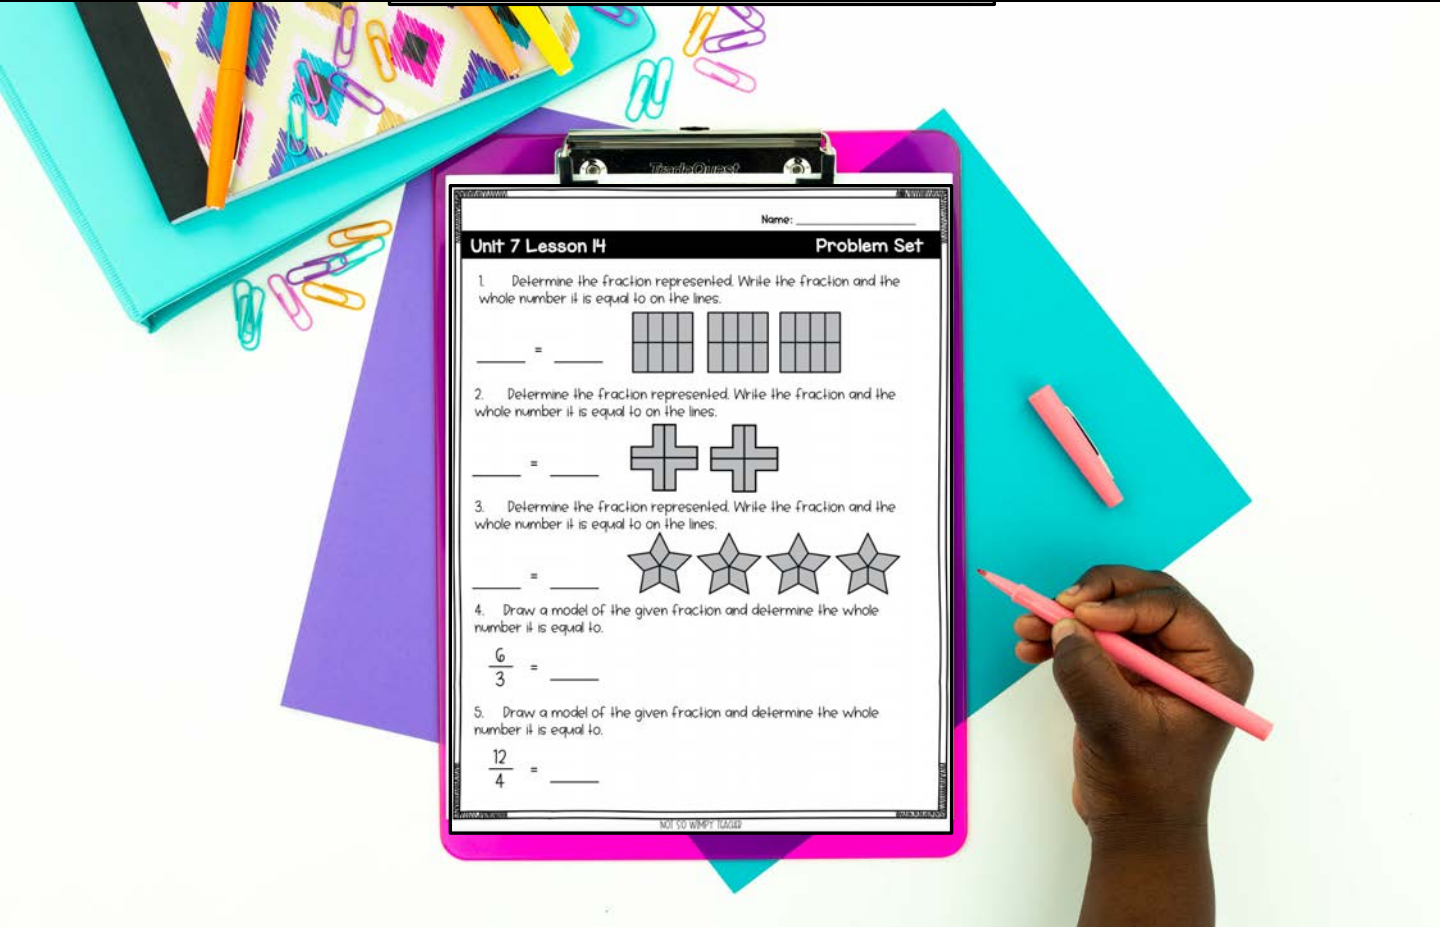 TradeQuest
Name:
Unit 7 Lesson 14 Problem Set
1. Determine the fraction represented. Write the fraction and the
whole number it is equal to on the lines.
=
2. Determine the fraction represented. Write the fraction and the
whole number it is equal to on the lines.
=
3. Determine the fraction represented. Write the fraction and the
whole number it is equal to on the lines.
=
4. Draw a model of the given fraction and determine the whole
number it is equal to.
6
=
3
5. Draw a model of the given fraction and determine the whole
number it is equal to.
12
=
4
NOT SO WIMPY TEACHER